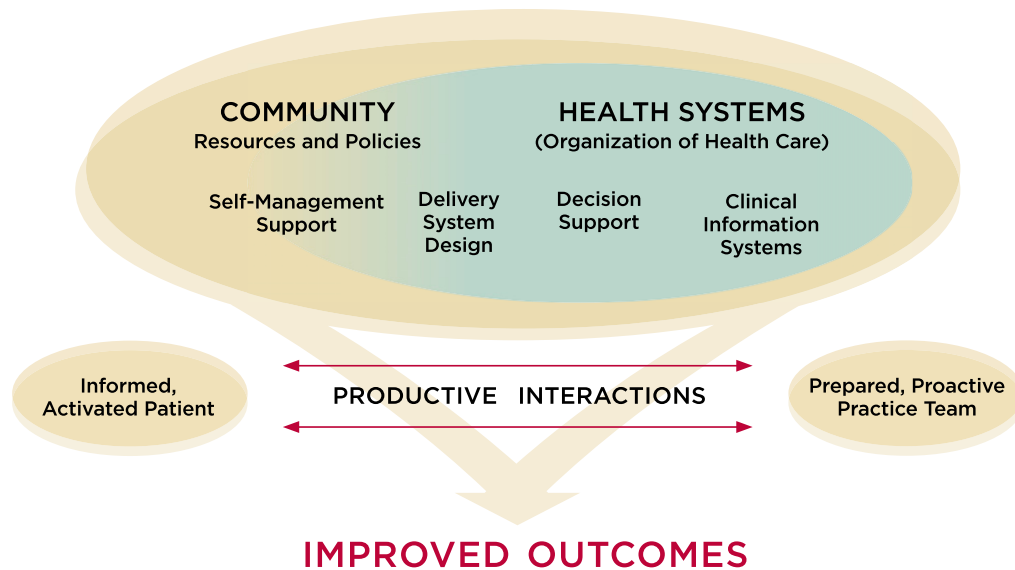 COMMUNITY
Resources and Policies
HEALTH SYSTEMS
(Organization of Health Care)
Self-Management
Support
Delivery
System
Design
Decision
Support
Clinical
Information
Systems
Informed,
Activated Patient
PRODUCTIVE INTERACTIONS
Prepared, Proactive
Practice Team
IMPROVED OUTCOMES